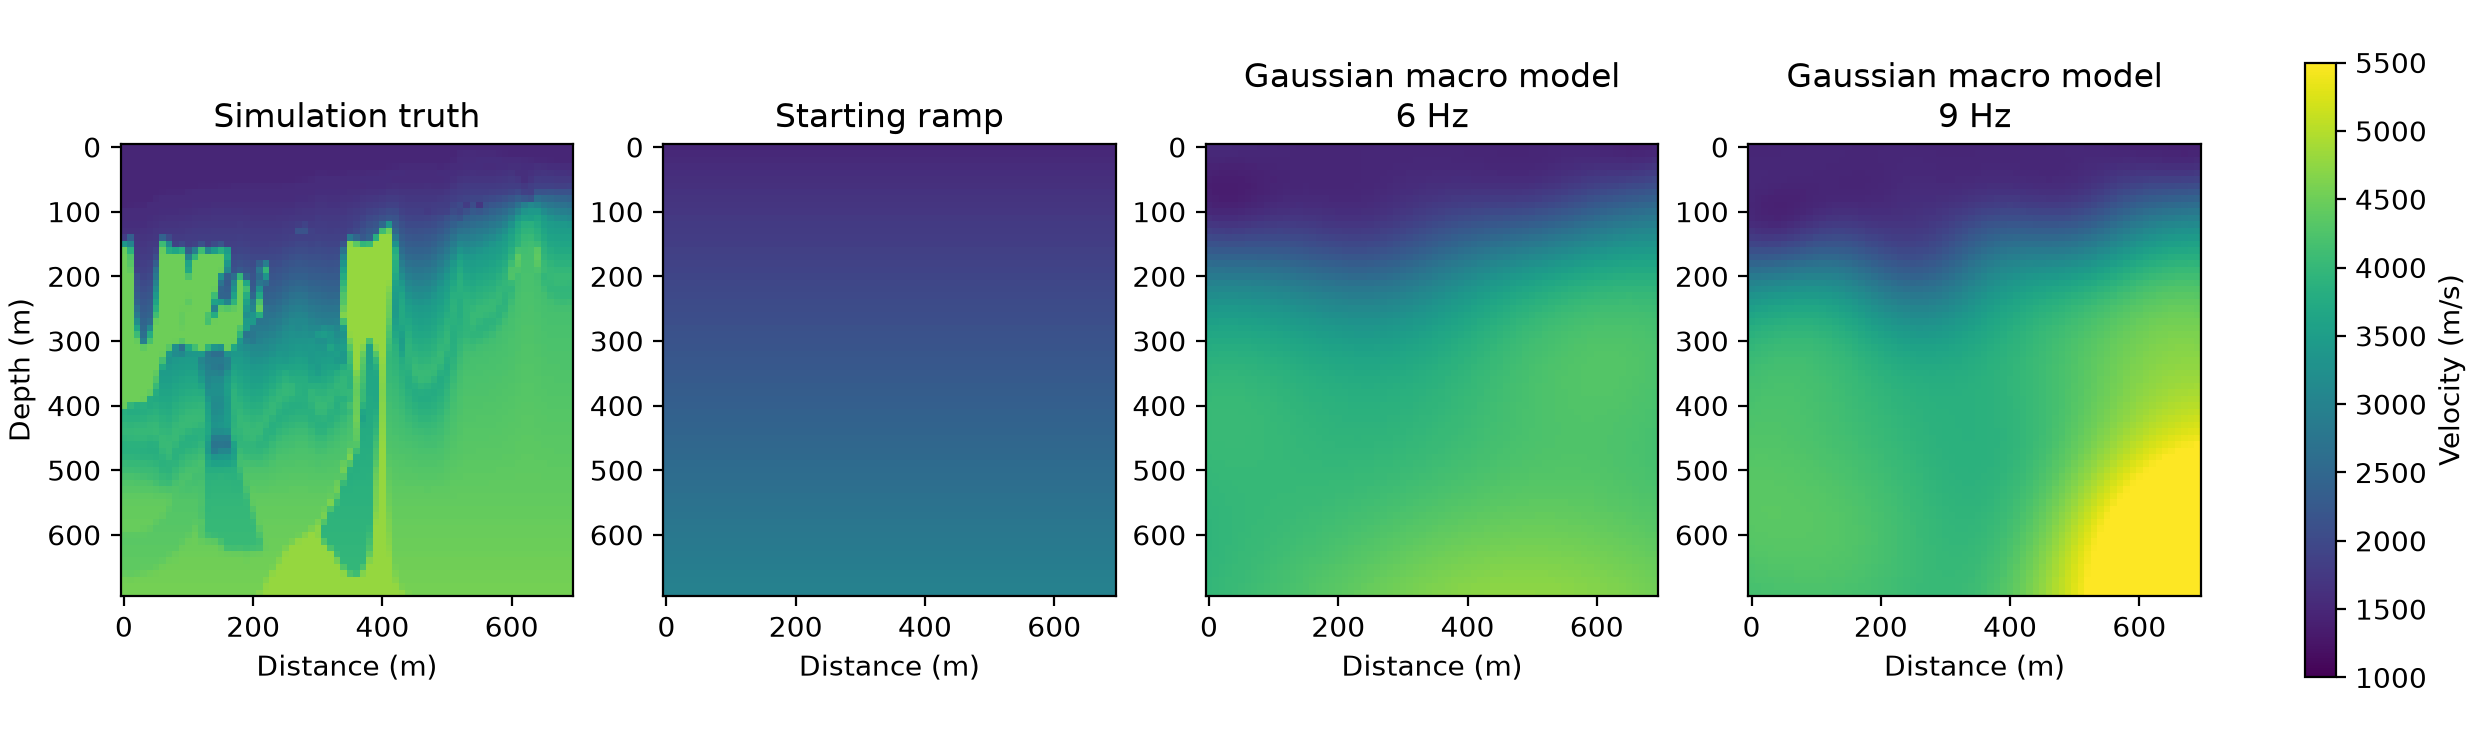 Simulation truth
Starting ramp
Gaussian macro model
6 Hz
Gaussian macro model
9 Hz
Depth (m)
0
100
200
300
400
500
600
0 200 400 600
Distance (m)
0
100
200
300
400
500
600
0 200 400 600
Distance (m)
0
100
200
300
400
500
600
0 200 400 600
Distance (m)
0
100
200
300
400
500
600
0 200 400 600
Distance (m)
5500
5000
4500
4000
3500
3000
2500
2000
1500
1000
Velocity (m/s)